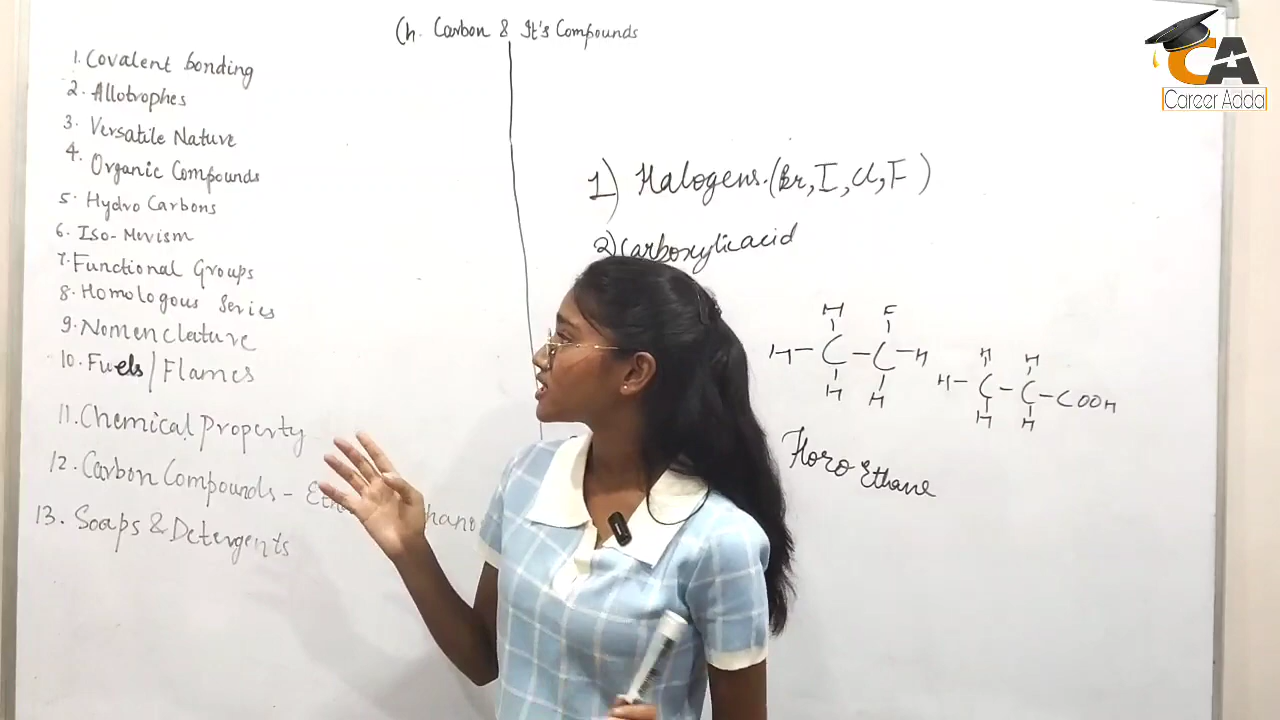 Ch. Carbon & It's Compounds
1. Covalent bonding
2. Allotrophes
3. Versatile Nature
4. Organic Compounds
5. Hydro Carbons
6. Iso-Merism
7. Functional Groups
8. Homologous Series
9. Nomenclature
10. Fuels / Flames
11. Chemical Property
12. Carbon Compounds -
13. Soaps & Detergents
1) Halogens. (Br, I, Cl, F)
2) Carboxylic acid
H F
H - C - C - H
H H
Floro Ethane
H H
H - C - C - COOH
H H
CA
Career Adda